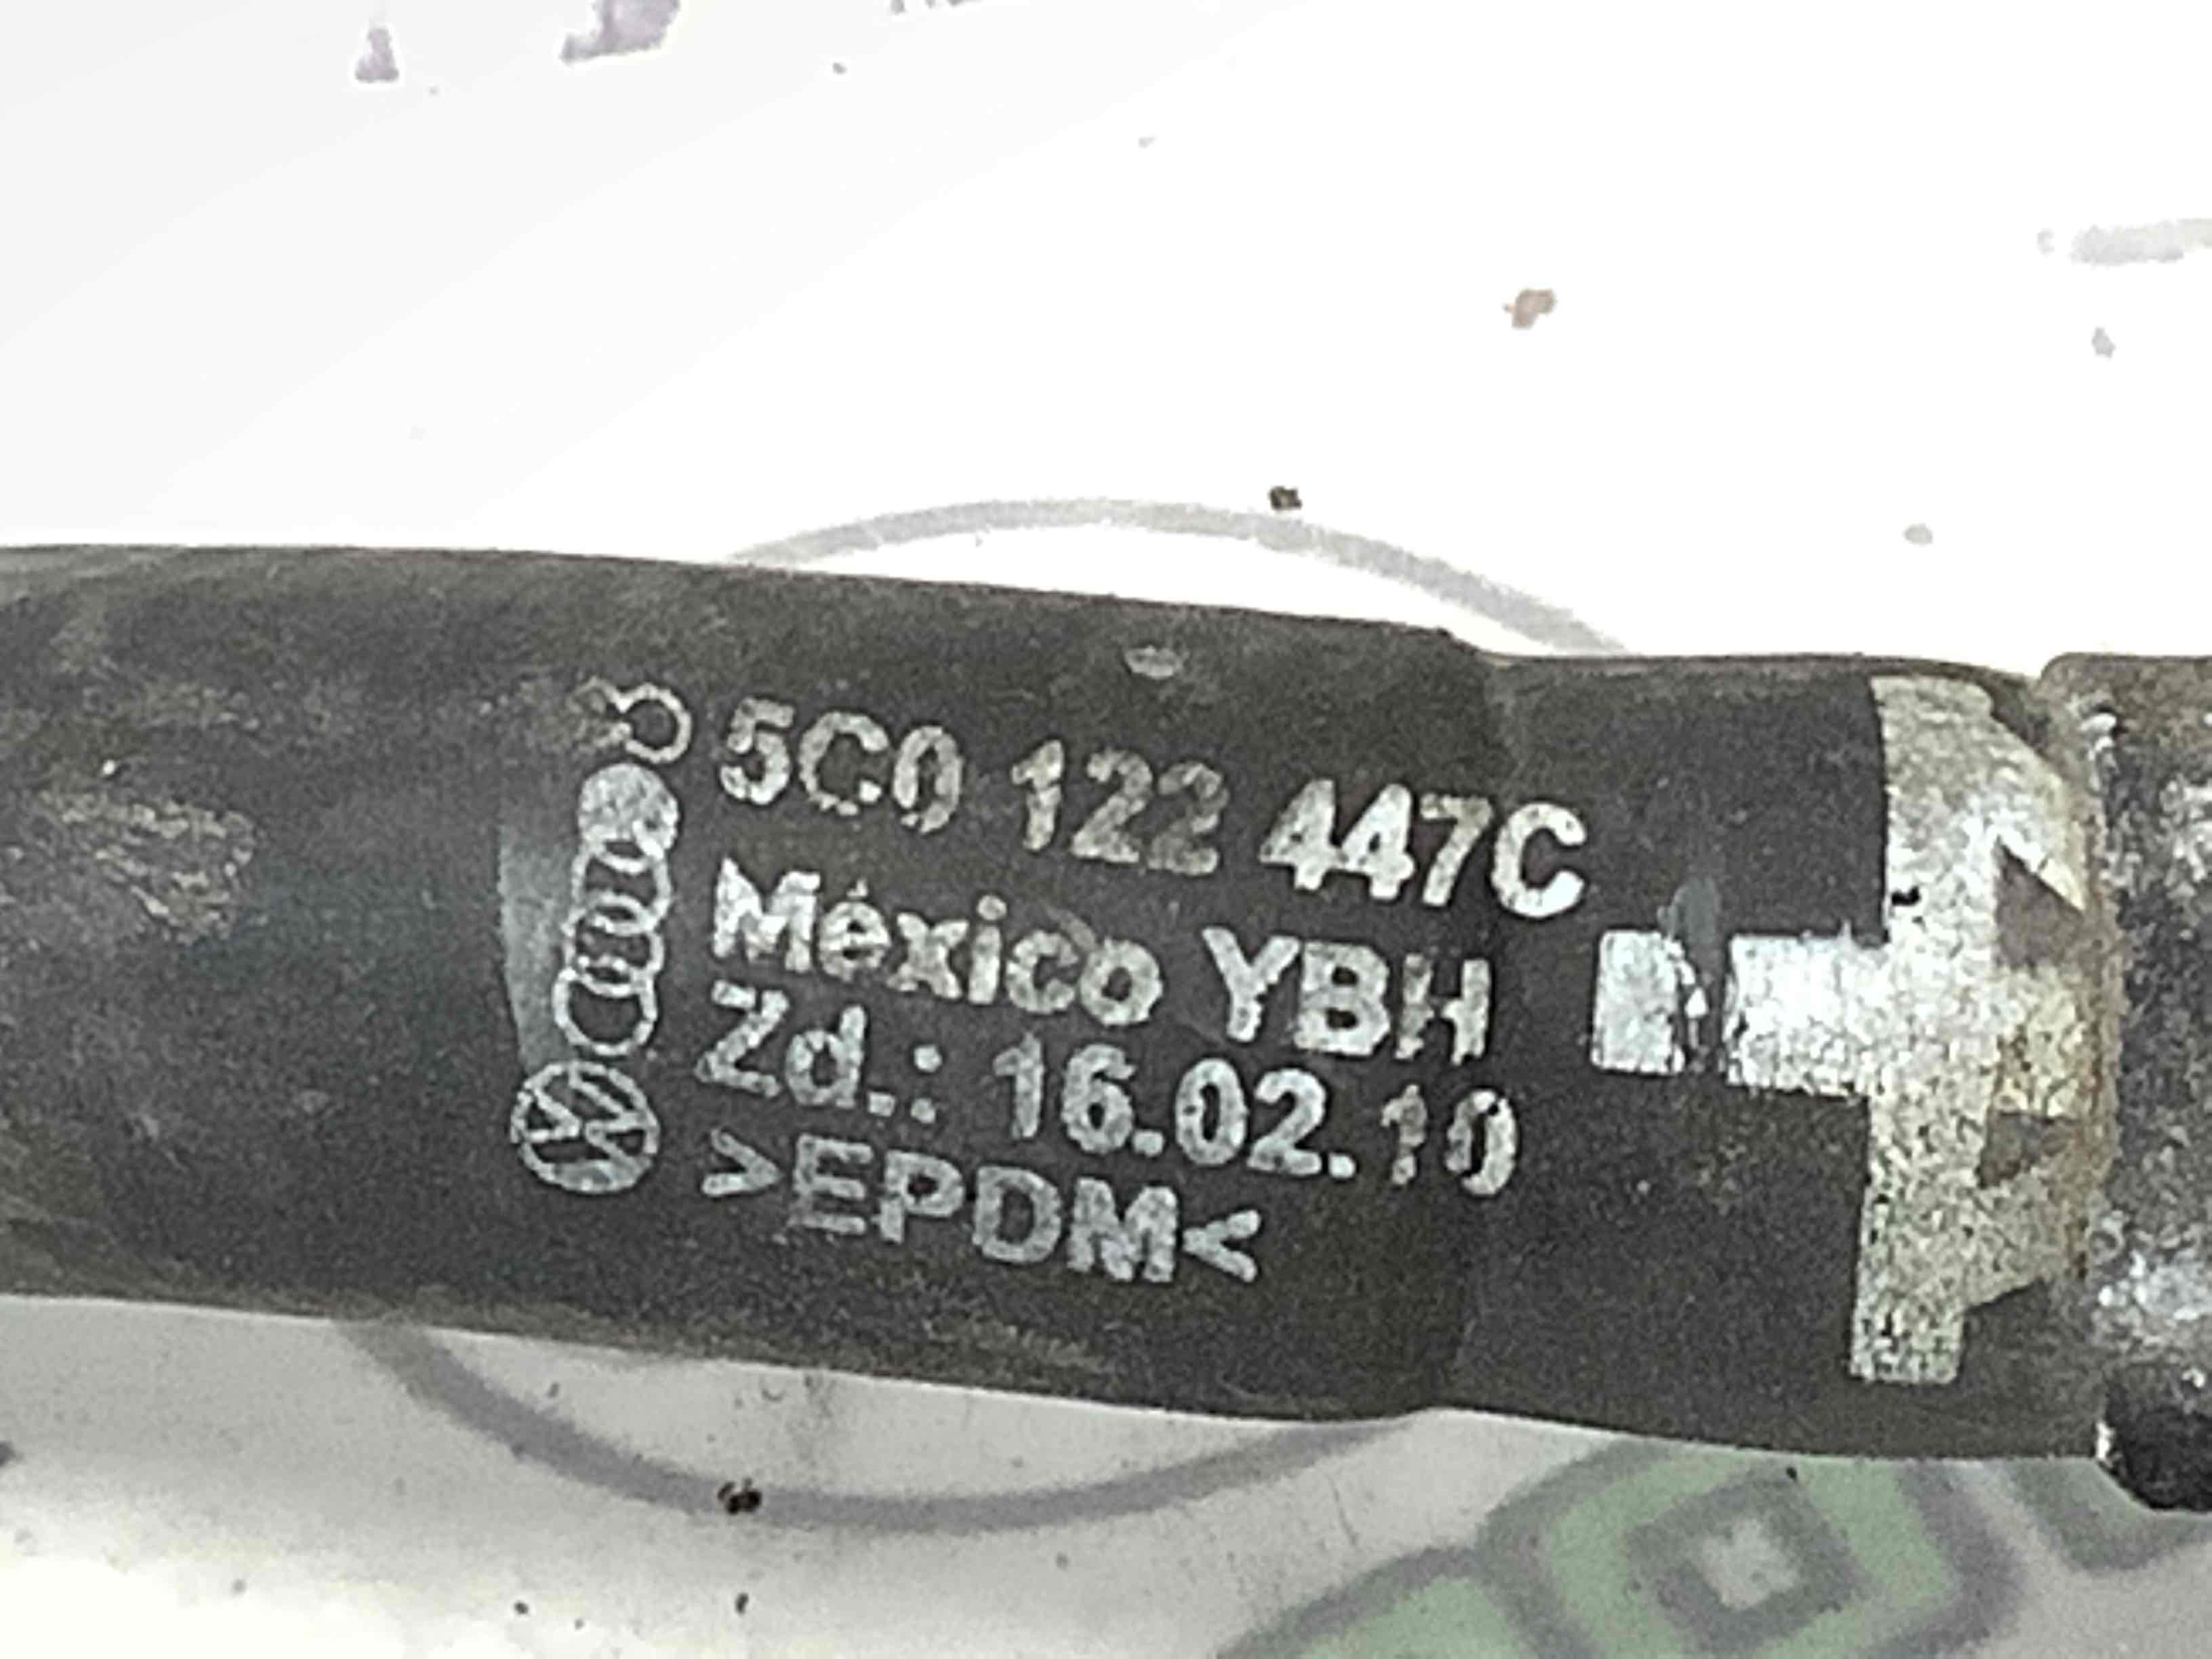 5C0 122 447C
México YBH
Zd.: 16.02.10
>EPDM<